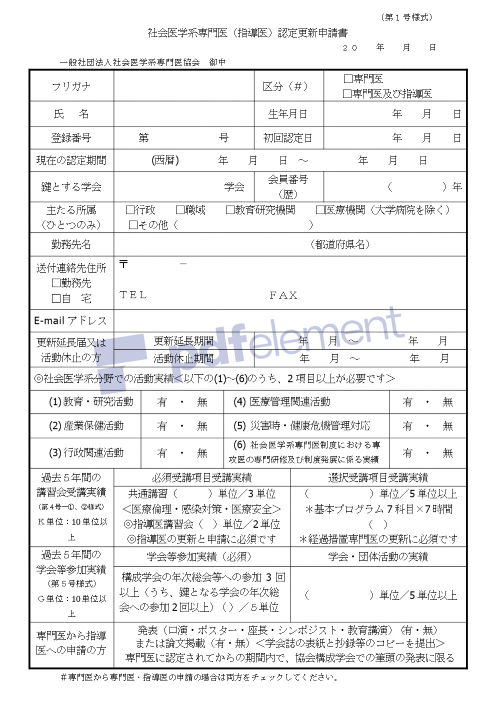 （第１号様式）
社会医学系専門医（指導医）認定更新申請書
２０　　年　　月　　日
一般社団法人社会医学系専門医協会　御中
フリガナ　区分（＃）　□専門医
□専門医及び指導医
氏　名　生年月日　年　月　日
登録番号　第　　　号　初回認定日　年　月　日
現在の認定期間　(西暦)　　年　月　日　～　　年　月　日
鍵とする学会　学会　会員番号（歴）　（　　　）年
主たる所属（ひとつのみ）　□行政　□職域　□教育研究機関　□医療機関（大学病院を除く）
□その他（　　　　　　　　）
勤務先名　（都道府県名）
送付連絡先住所　〒　　－
□勤務先
□自　宅　ＴＥＬ　　　ＦＡＸ
E-mail アドレス
更新延長届又は活動休止の方　更新延長期間　年　月　～　　年　月
活動休止期間　年　月　～　　年　月
pdfelement
◎社会医学系分野での活動実績＜以下の(1)～(6)のうち、2 項目以上が必要です＞
(1) 教育・研究活動　有　・　無　(4) 医療管理関連活動　有　・　無
(2) 産業保健活動　有　・　無　(5) 災害時・健康危機管理対応　有　・　無
(3) 行政関連活動　有　・　無　(6) 社会医学系専門医制度における専攻医の専門研修及び制度発展に係る実績　有　・　無
過去５年間の
講習会受講実績
（第４号―①、②様式）
Ｋ単位：10 単位以上
必須受講項目受講実績　選択受講項目受講実績
共通講習（　　　）単位／3 単位
＜医療倫理・感染対策・医療安全＞
◎指導医講習会（　）単位／2 単位
◎指導医の更新と申請に必須です
（　　　　　）単位／5 単位以上
＊基本プログラム 7 科目×7 時間
（　）
＊経過措置専門医の更新に必須です
過去５年間の
学会等参加実績
（第５号様式）
Ｇ単位：10 単位以上
学会等参加実績（必須）　学会・団体活動の実績
構成学会の年次総会等への参加 3 回
以上（うち、鍵となる学会の年次総
会への参加 2 回以上）（）／５単位
（　　　　　）単位／5 単位以上
専門医から指導医への申請の方
発表（口演・ポスター・座長・シンポジスト・教育講演）（有・無）
または論文掲載（有・無）＜学会誌の表紙と抄録等のコピーを提出＞
専門医に認定されてからの期間内で、協会構成学会での筆頭の発表に限る
＃専門医から専門医・指導医の申請の場合は両方をチェックしてください。